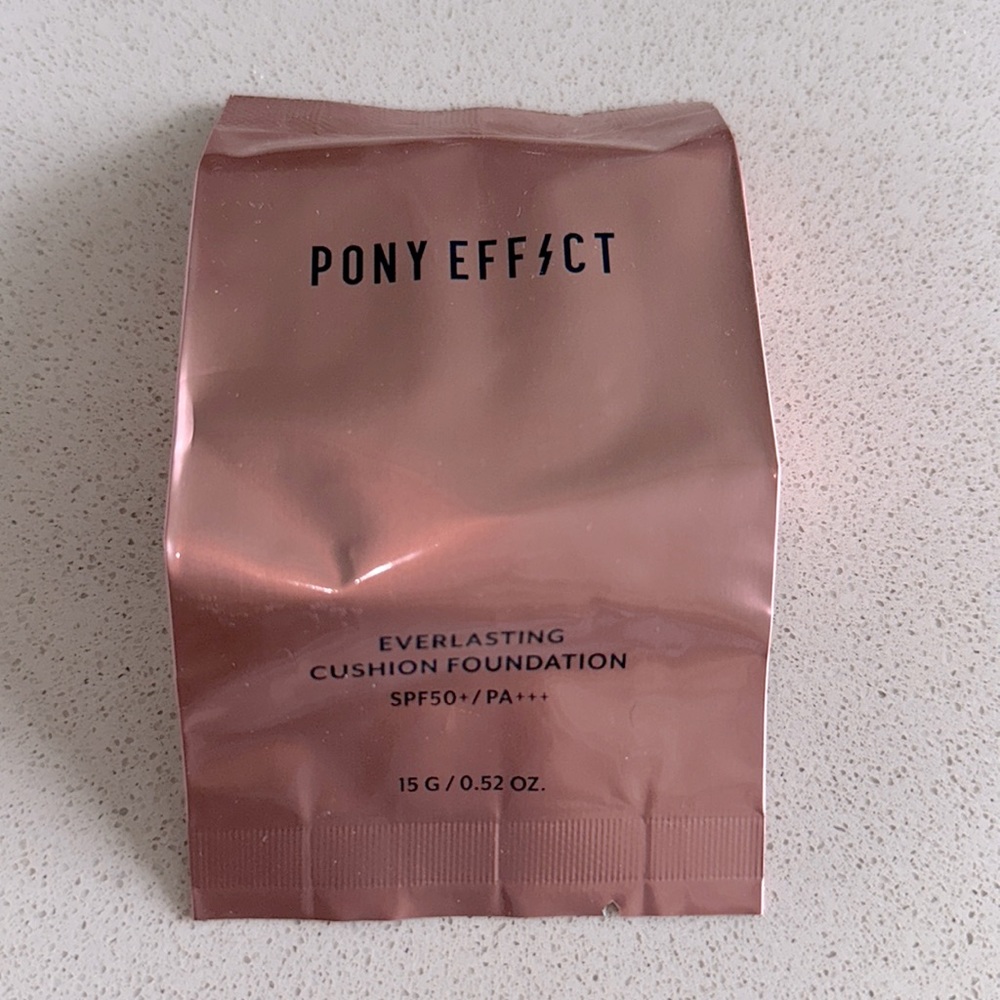 PONY EFFECT
EVERLASTING
CUSHION FOUNDATION
SPF50+/PA+++
15 G / 0.52 OZ.